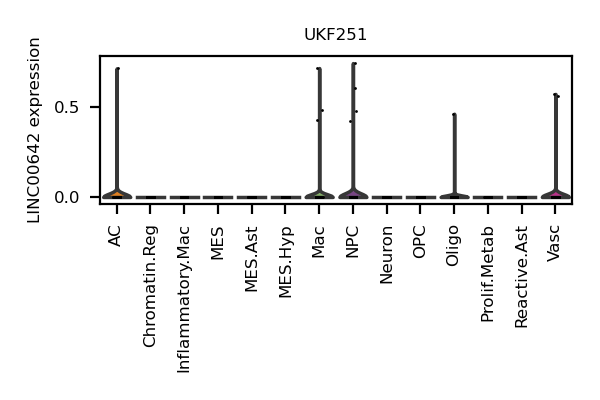 UKF251
LINC00642 expression
0.5
0.0
AC
Chromatin.Reg
Inflammatory.Mac
MES
MES.Ast
MES.Hyp
Mac
NPC
Neuron
OPC
Oligo
Prolif.Metab
Reactive.Ast
Vasc